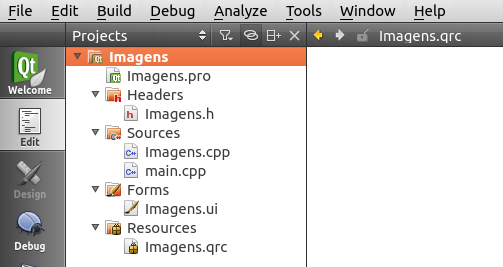 File Edit Build Debug Analyze Tools Window Help
Projects Imagens.qrc
Imagens
Imagens.pro
Headers
Imagens.h
Sources
Imagens.cpp
main.cpp
Forms
Imagens.ui
Resources
Imagens.qrc
Qt
Welcome
Edit
Design
Debug